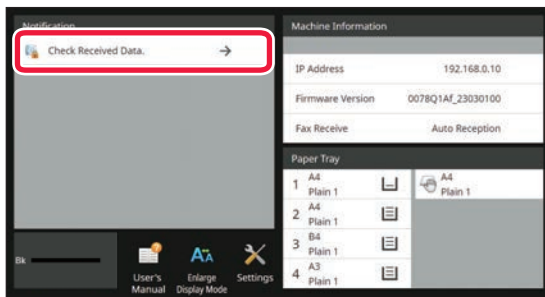 Notification
Check Received Data.
Machine Information
IP Address 192.168.0.10
Firmware Version 0078Q1Af_23030100
Fax Receive Auto Reception
Paper Tray
1 A4
Plain 1
2 A4
Plain 1
3 B4
Plain 1
4 A3
Plain 1
A4
Plain 1
Bk
User's
Manual
Enlarge
Display Mode
Settings